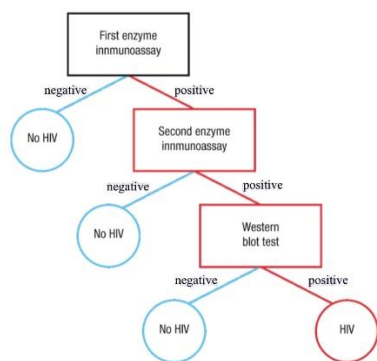 First enzyme
innmunoassay
negative
positive
No HIV
Second enzyme
innmunoassay
negative
positive
No HIV
Western
blot test
negative
positive
No HIV
HIV